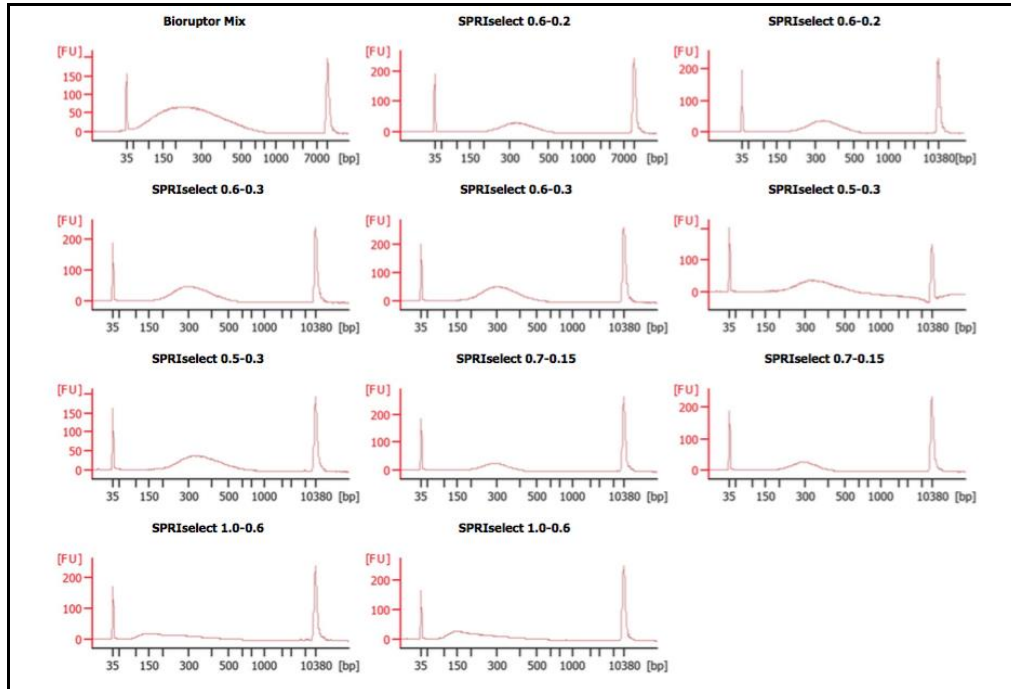 Bioruptor Mix
[FU]
150
100
50
0
35 150 300 500 1000 7000 [bp]
SPRIselect 0.6-0.2
[FU]
200
100
0
35 150 300 500 1000 7000 [bp]
SPRIselect 0.6-0.2
[FU]
200
100
0
35 150 300 500 1000 10380[bp]
SPRIselect 0.6-0.3
[FU]
200
100
0
35 150 300 500 1000 10380 [bp]
SPRIselect 0.6-0.3
[FU]
200
100
0
35 150 300 500 1000 10380 [bp]
SPRIselect 0.5-0.3
[FU]
200
100
0
35 150 300 500 1000 10380 [bp]
SPRIselect 0.5-0.3
[FU]
150
100
50
0
35 150 300 500 1000 10380 [bp]
SPRIselect 0.7-0.15
[FU]
200
100
0
35 150 300 500 1000 10380 [bp]
SPRIselect 0.7-0.15
[FU]
200
100
0
35 150 300 500 1000 10380 [bp]
SPRIselect 1.0-0.6
[FU]
200
100
0
35 150 300 500 1000 10380 [bp]
SPRIselect 1.0-0.6
[FU]
200
100
0
35 150 300 500 1000 10380 [bp]